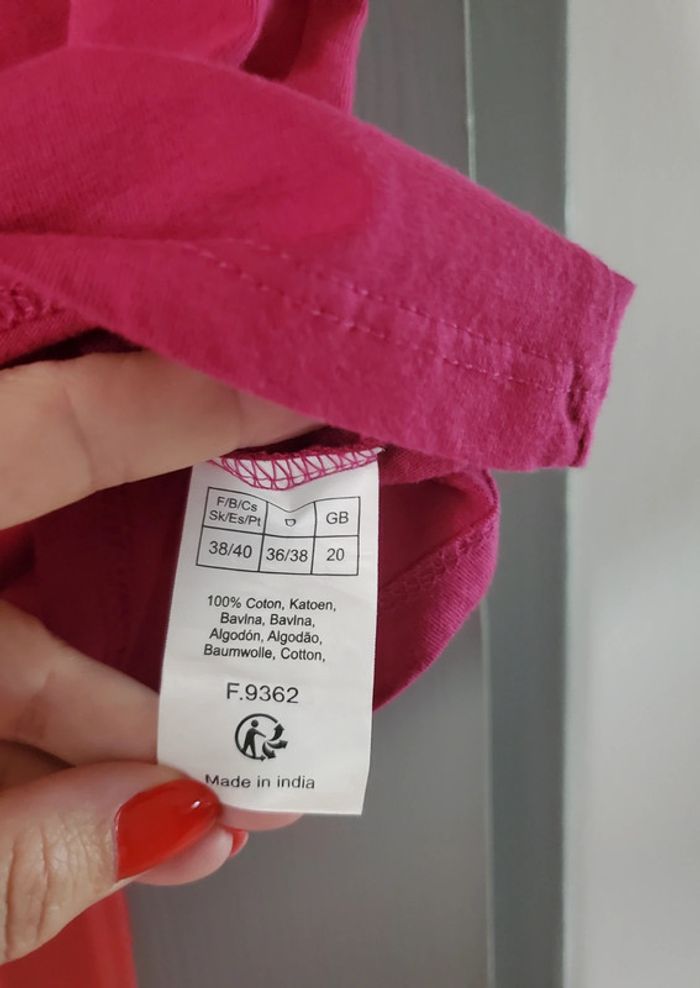 F/B/Cs
Sk/Es/Pt
D
GB
38/40
36/38
20
100% Coton, Katoen,
Bavlna, Bavlna,
Algodón, Algodão,
Baumwolle, Cotton,
F.9362
Made in india